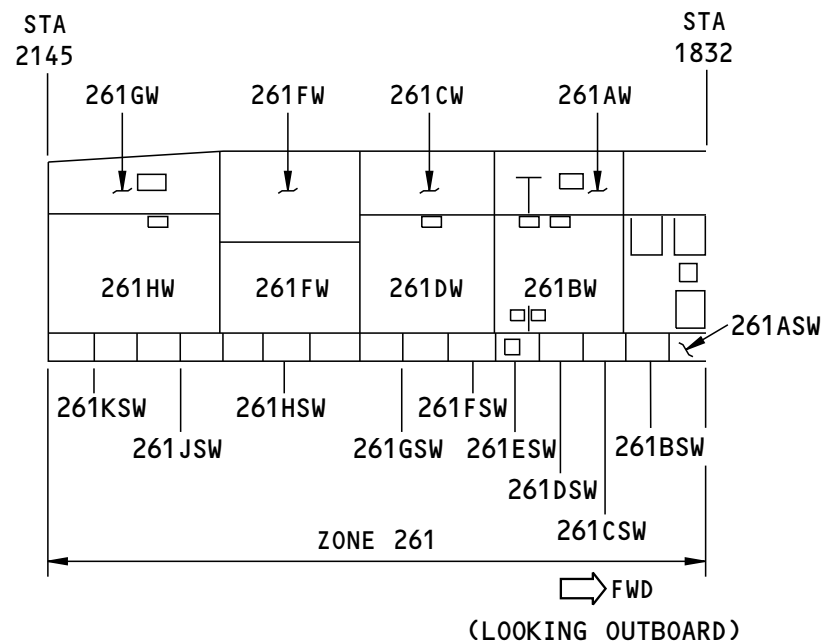 STA
2145
STA
1832
261GW
261FW
261CW
261AW
261HW
261FW
261DW
261BW
261ASW
261KSW
261HSW
261FSW
261JSW
261GSW
261ESW
261BSW
261DSW
261CSW
ZONE 261
FWD
(LOOKING OUTBOARD)